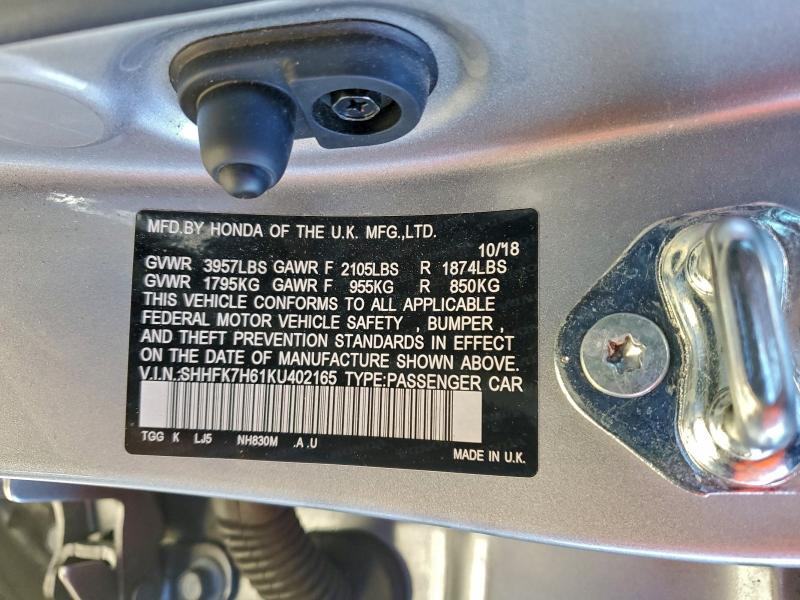 MFD.BY HONDA OF THE U.K. MFG.,LTD.
10/18
GVWR 3957LBS GAWR F 2105LBS R 1874LBS
GVWR 1795KG GAWR F 955KG R 850KG
THIS VEHICLE CONFORMS TO ALL APPLICABLE
FEDERAL MOTOR VEHICLE SAFETY , BUMPER ,
AND THEFT PREVENTION STANDARDS IN EFFECT
ON THE DATE OF MANUFACTURE SHOWN ABOVE.
V.I.N.:SHHFK7H61KU402165 TYPE:PASSENGER CAR
TGG K LJ5 NH830M .A .U
MADE IN U.K.